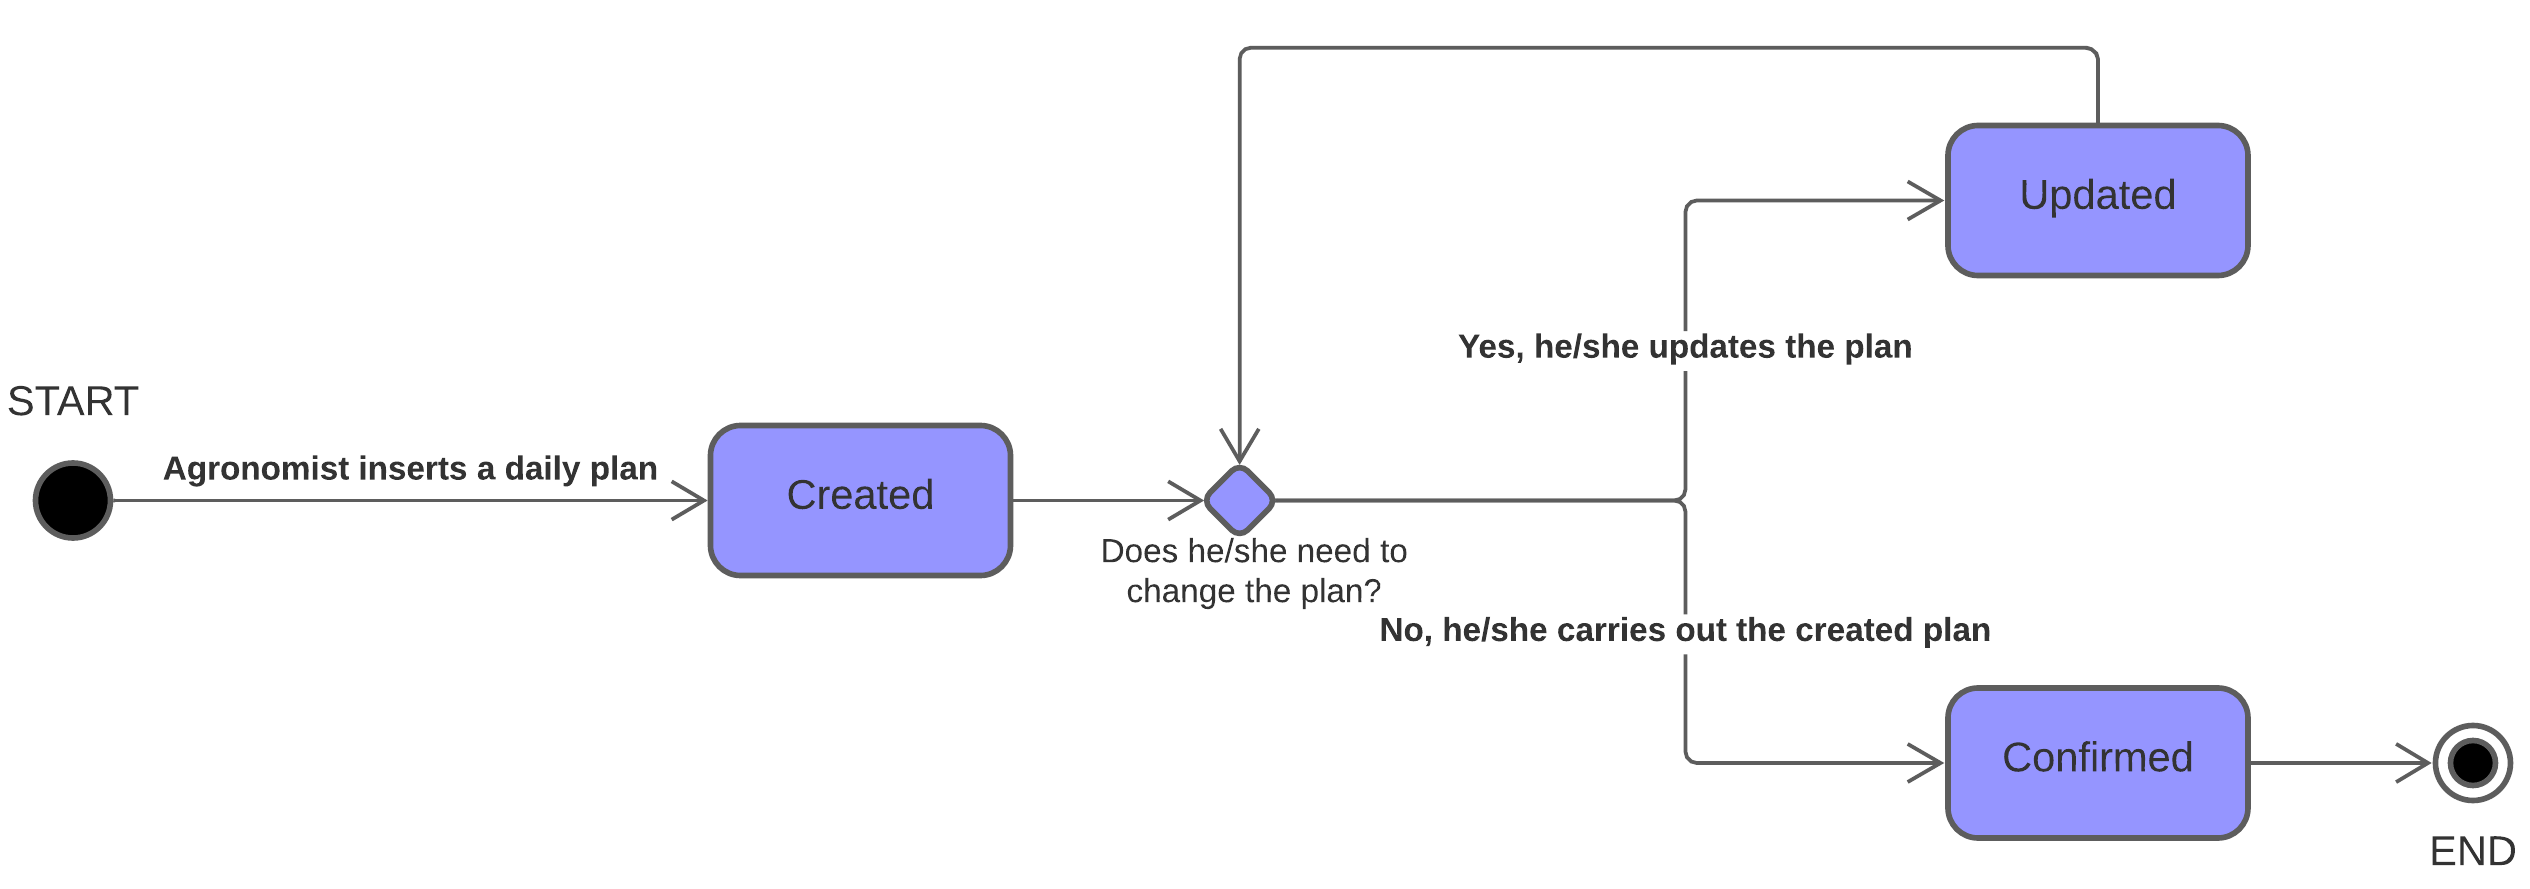 START
Agronomist inserts a daily plan
Created
Does he/she need to
change the plan?
Yes, he/she updates the plan
Updated
No, he/she carries out the created plan
Confirmed
END